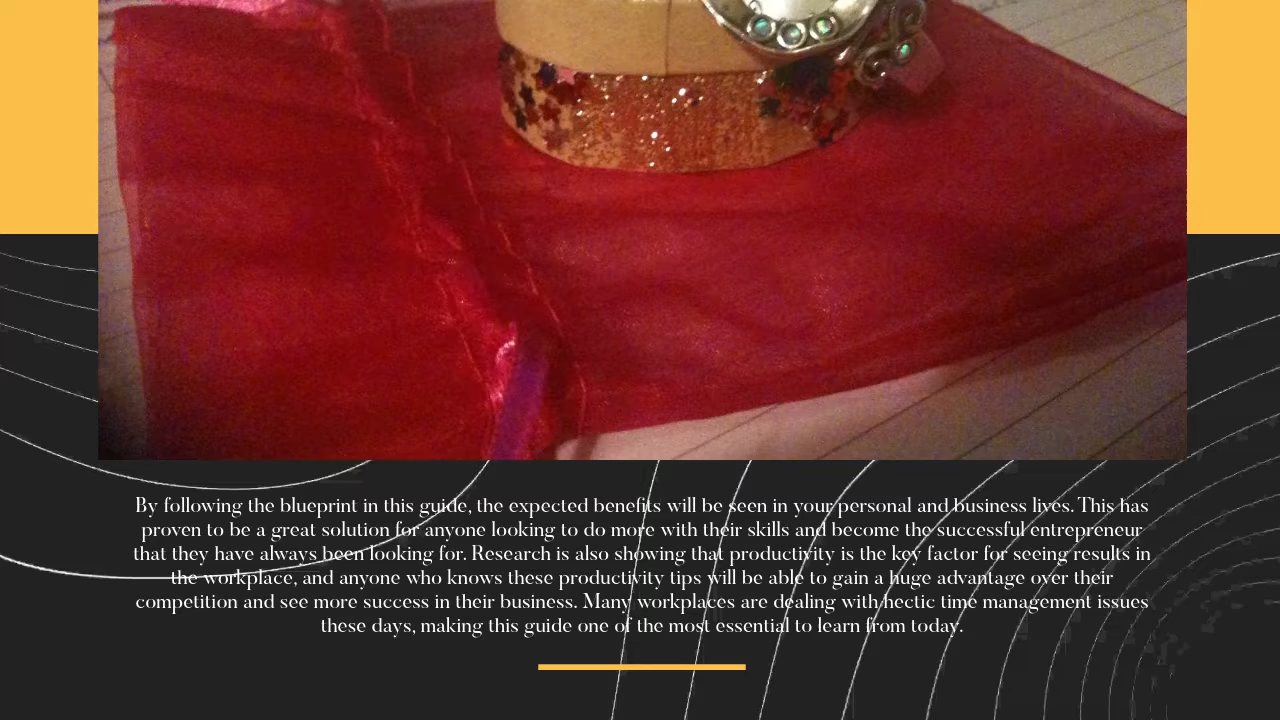 By following the blueprint in this guide, the expected benefits will be seen in your personal and business lives. This has
proven to be a great solution for anyone looking to do more with their skills and become the successful entrepreneur
that they have always been looking for. Research is also showing that productivity is the key factor for seeing results in
the workplace, and anyone who knows these productivity tips will be able to gain a huge advantage over their
competition and see more success in their business. Many workplaces are dealing with hectic time management issues
these days, making this guide one of the most essential to learn from today.